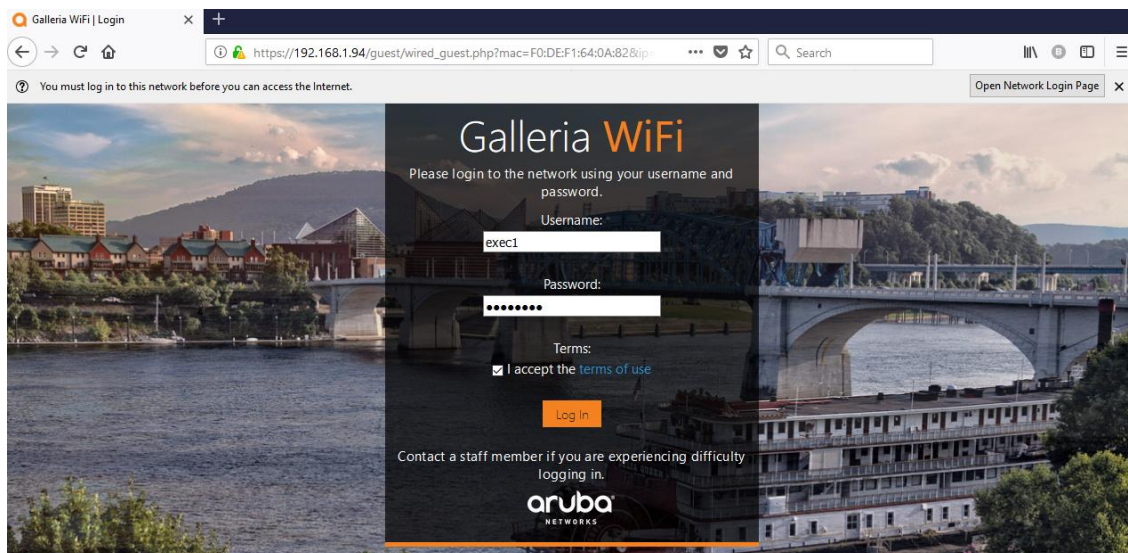 Galleria WiFi | Login
https://192.168.1.94/guest/wired_guest.php?mac=F0:DE:F1:64:0A:82&ip=
Search
You must log in to this network before you can access the Internet.
Open Network Login Page
Galleria WiFi
Please login to the network using your username and
password.
Username:
exec1
Password:
Terms:
I accept the terms of use
Log In
Contact a staff member if you are experiencing difficulty
logging in.
aruba
NETWORKS